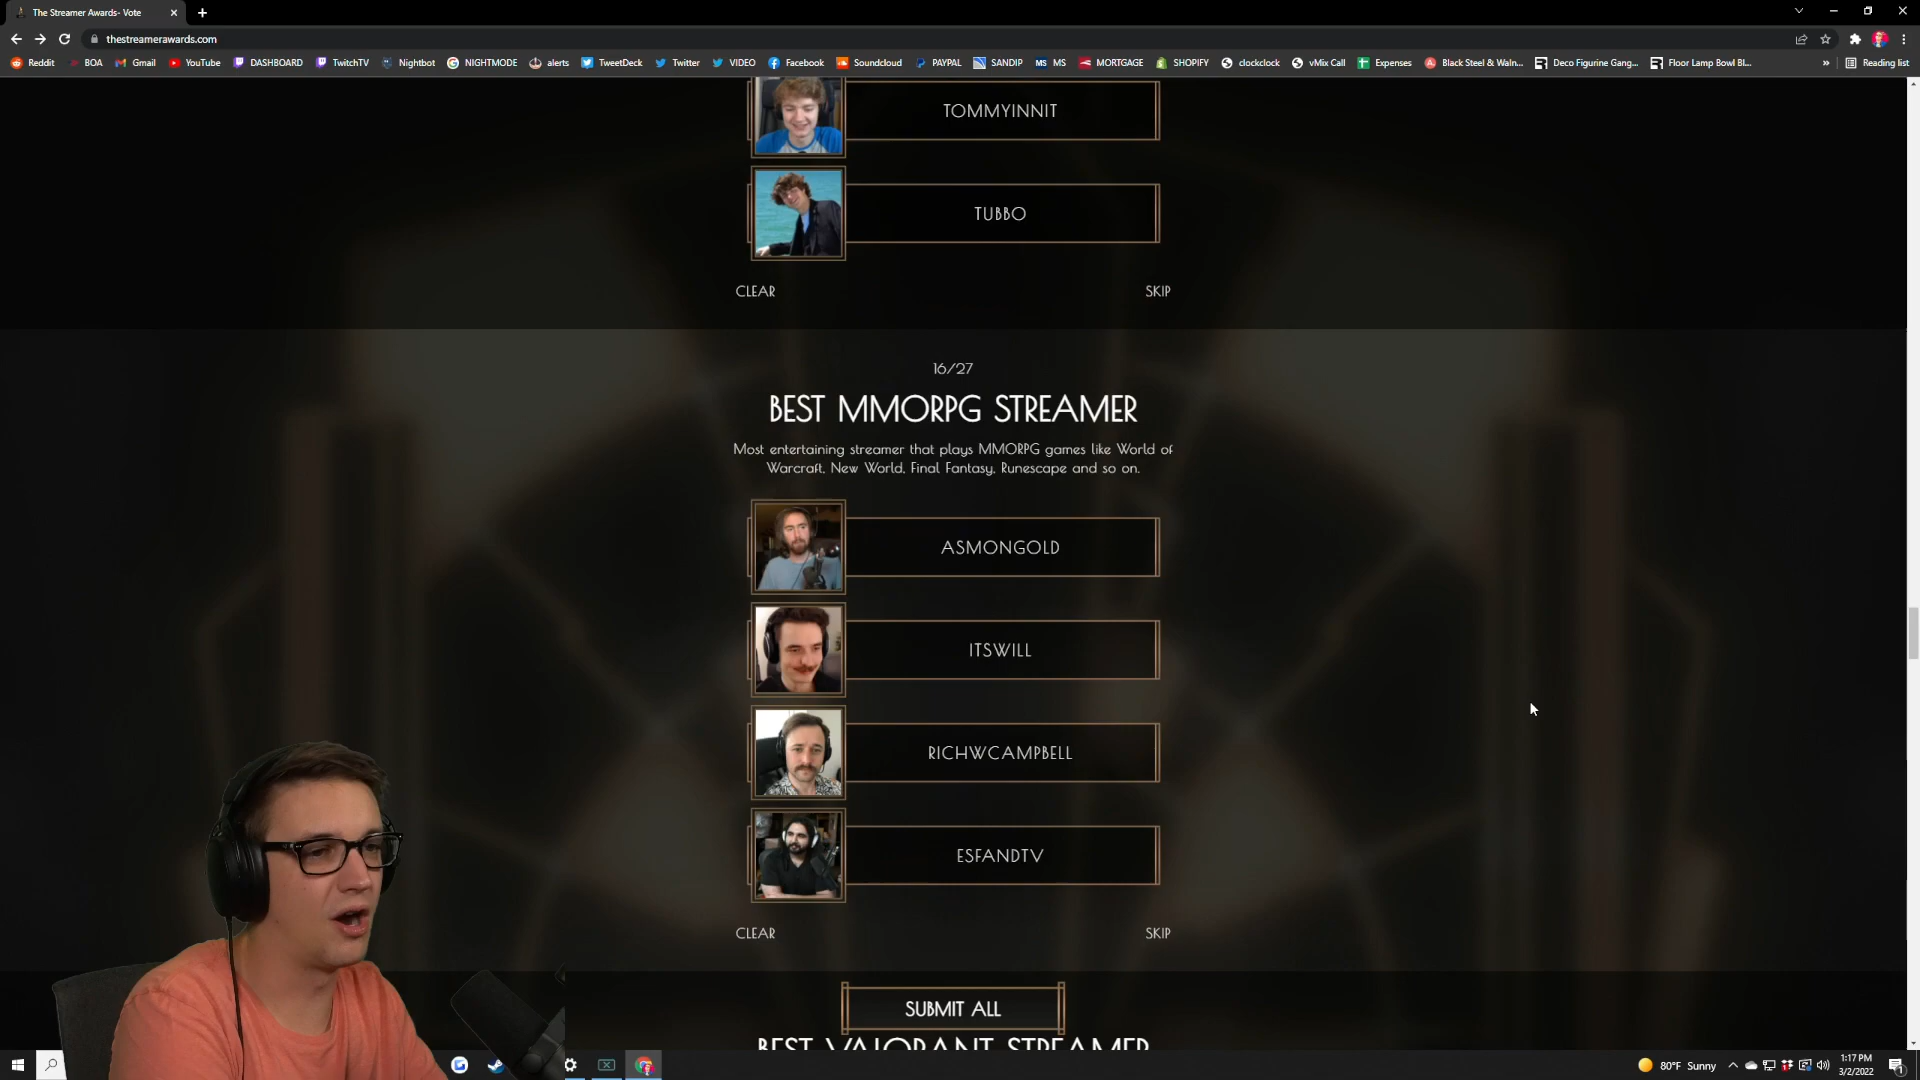 The Streamer Awards- Vote
thestreamerawards.com
Reddit BOA Gmail YouTube DASHBOARD TwitchTV Nightbot NIGHTMODE alerts TweetDeck Twitter VIDEO Facebook Soundcloud PAYPAL SANDIP MS MS MORTGAGE SHOPIFY clockclock vMix Call Expenses Black Steel & Waln... Deco Figurine Gang... Floor Lamp Bowl Bl... » Reading list
TOMMYINNIT
TUBBO
CLEAR SKIP
16/27
BEST MMORPG STREAMER
Most entertaining streamer that plays MMORPG games like World of
Warcraft, New World, Final Fantasy, Runescape and so on.
ASMONGOLD
ITSWILL
RICHWCAMPBELL
ESFANDTV
CLEAR SKIP
SUBMIT ALL
BEST VALORANT STREAMER
80°F Sunny
1:17 PM
3/2/2022